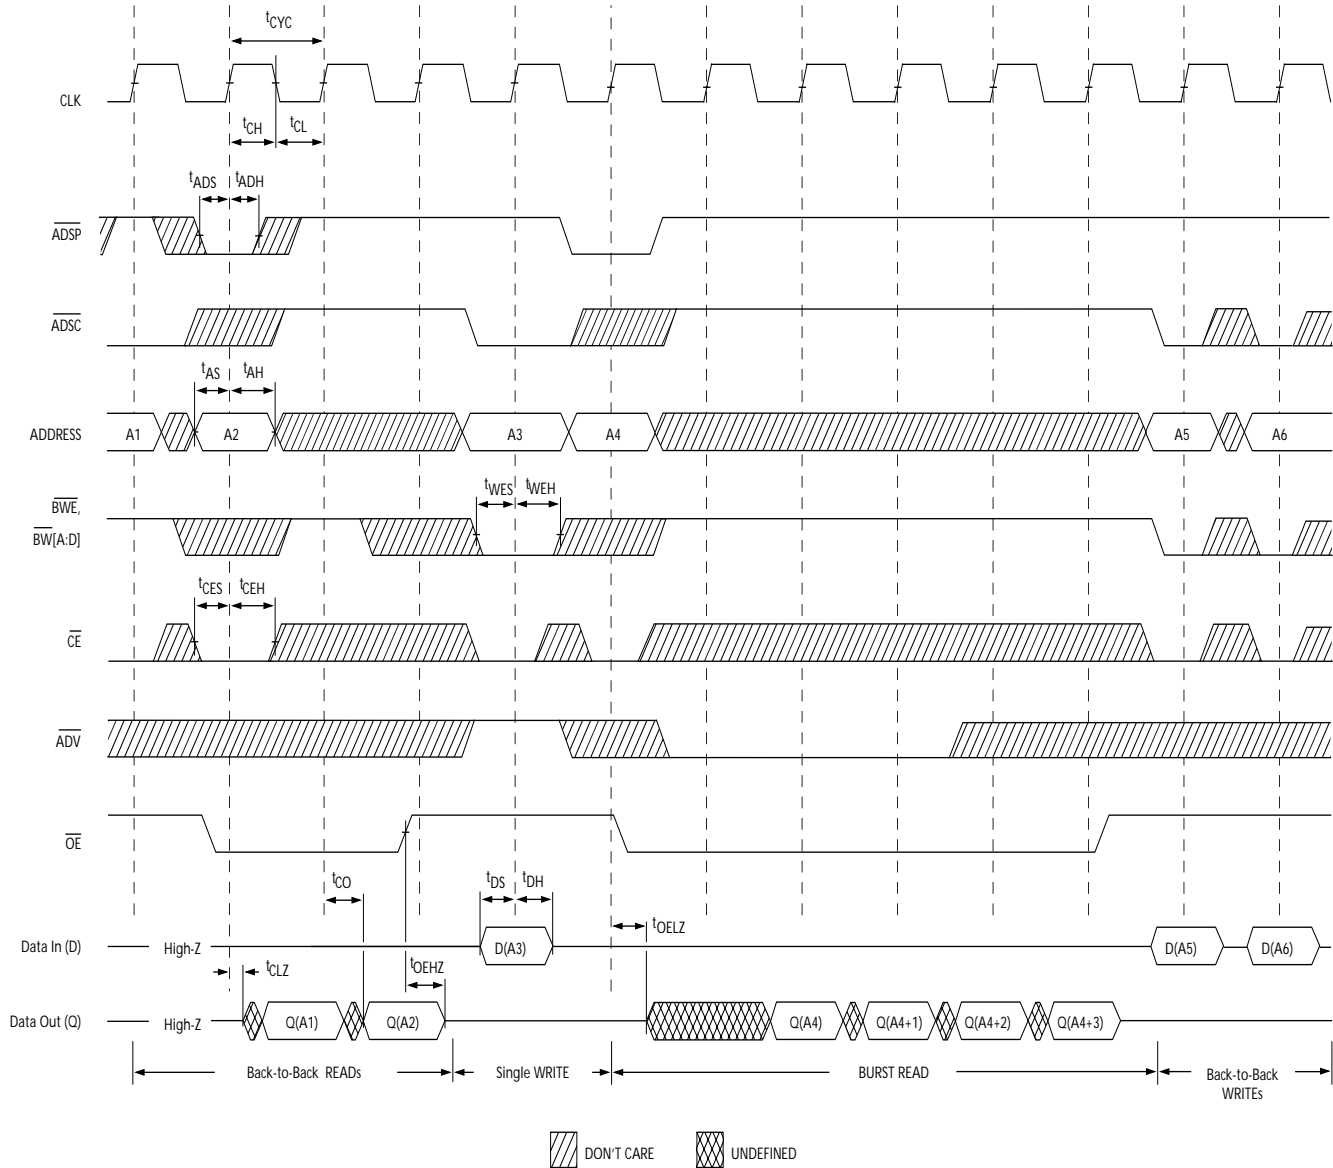 tCYC
CLK
tCH
tCL
tADS
tADH
ADSP
ADSC
tAS
tAH
ADDRESS
A1
A2
A3
A4
A5
A6
tWES
tWEH
BWE,
BW[A:D]
tCES
tCEH
CE
ADV
OE
tCO
tDS
tDH
tOELZ
Data In (D)
High-Z
D(A3)
D(A5)
D(A6)
tCLZ
tOEHZ
Data Out (Q)
High-Z
Q(A1)
Q(A2)
Q(A4)
Q(A4+1)
Q(A4+2)
Q(A4+3)
Back-to-Back READs
Single WRITE
BURST READ
Back-to-Back
WRITEs
DON'T CARE
UNDEFINED